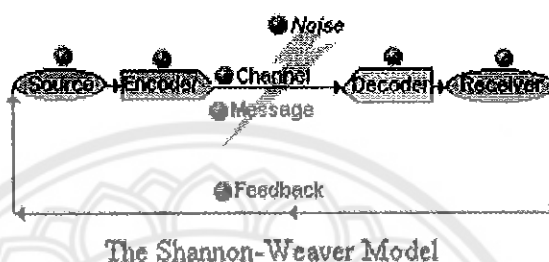 Noise
Source Encoder Channel Decoder Receiver
Message
Feedback
The Shannon-Weaver Model